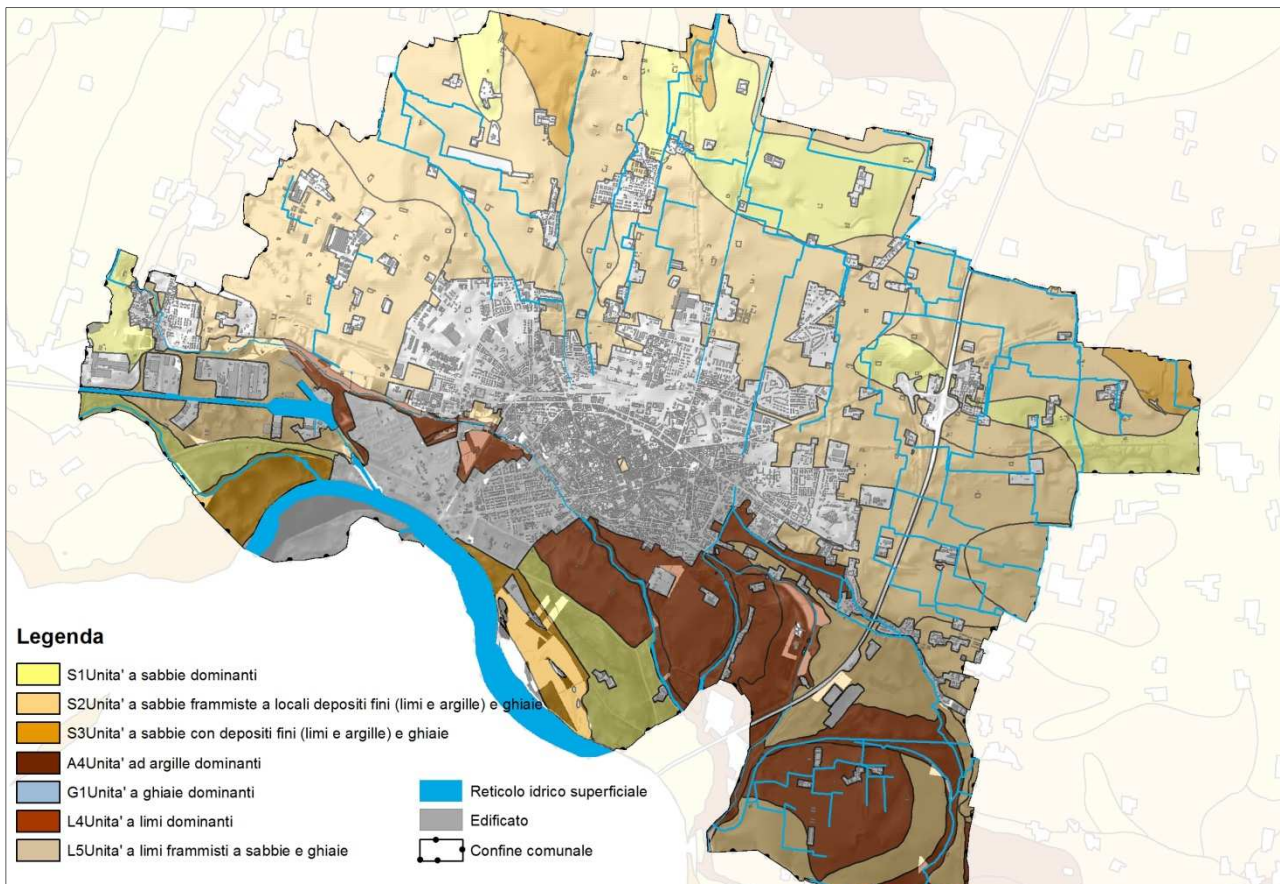 Legenda
S1Unita' a sabbie dominanti
S2Unita' a sabbie frammiste a locali depositi fini (limi e argille) e ghiaie
S3Unita' a sabbie con depositi fini (limi e argille) e ghiaie
A4Unita' ad argille dominanti
G1Unita' a ghiaie dominanti
L4Unita' a limi dominanti
L5Unita' a limi frammisti a sabbie e ghiaie
Reticolo idrico superficiale
Edificato
Confine comunale